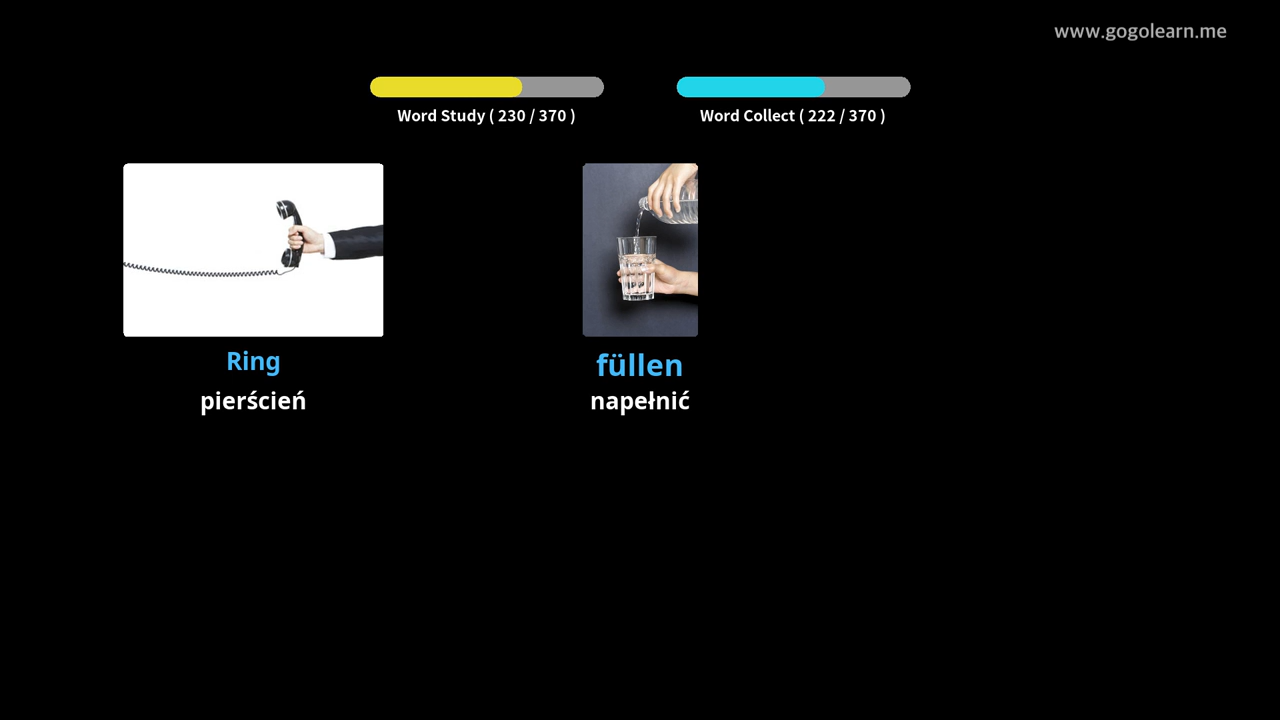 www.gogolearn.me
Word Study ( 230 / 370 )
Word Collect ( 222 / 370 )
Ring
pierścień
füllen
napełnić